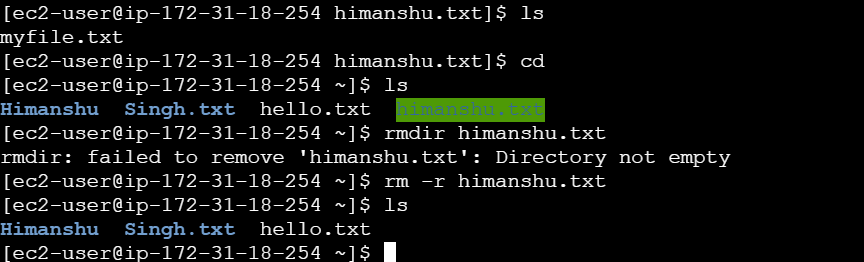 [ec2-user@ip-172-31-18-254 himanshu.txt]$ ls
myfile.txt
[ec2-user@ip-172-31-18-254 himanshu.txt]$ cd
[ec2-user@ip-172-31-18-254 ~]$ ls
Himanshu  Singh.txt  hello.txt  himanshu.txt
[ec2-user@ip-172-31-18-254 ~]$ rmdir himanshu.txt
rmdir: failed to remove 'himanshu.txt': Directory not empty
[ec2-user@ip-172-31-18-254 ~]$ rm -r himanshu.txt
[ec2-user@ip-172-31-18-254 ~]$ ls
Himanshu  Singh.txt  hello.txt
[ec2-user@ip-172-31-18-254 ~]$